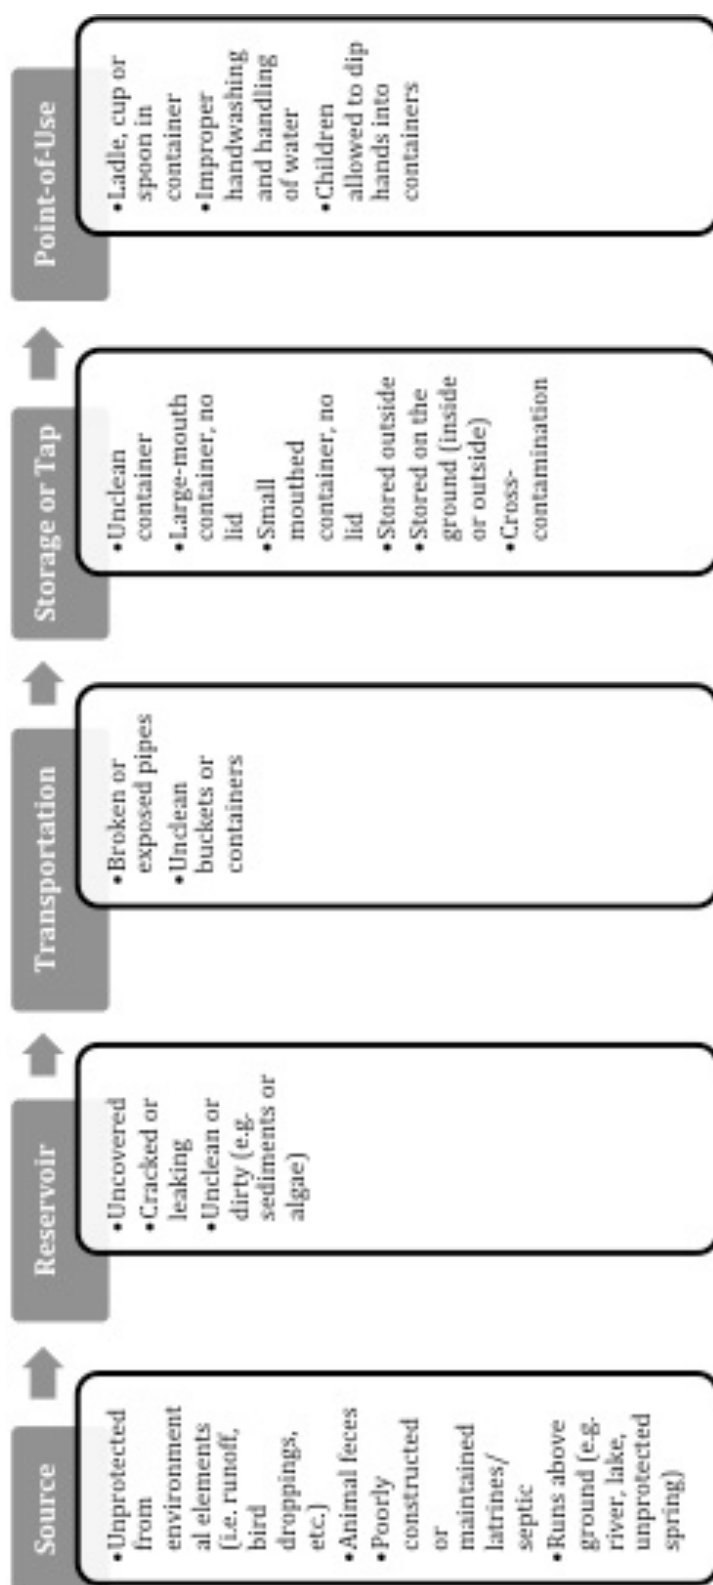 Source
•Unprotected
from
environment
al elements
(i.e. runoff,
bird
droppings,
etc.)
•Animal feces
•Poorly
constructed
or
maintained
latrines/
septic
•Runs above
ground (e.g.
river, lake,
unprotected
spring)
Reservoir
•Uncovered
•Cracked or
leaking
•Unclean or
dirty (e.g.
sediments or
algae)
Transportation
•Broken or
exposed pipes
•Unclean
buckets or
containers
Storage or Tap
•Unclean
container
•Large-mouth
container, no
lid
•Small
mouthed
container, no
lid
•Stored outside
•Stored on the
ground (inside
or outside)
•Cross-
contamination
Point-of-Use
•Ladle, cup or
spoon in
container
•Improper
handwashing
and handling
of water
•Children
allowed to dip
hands into
containers